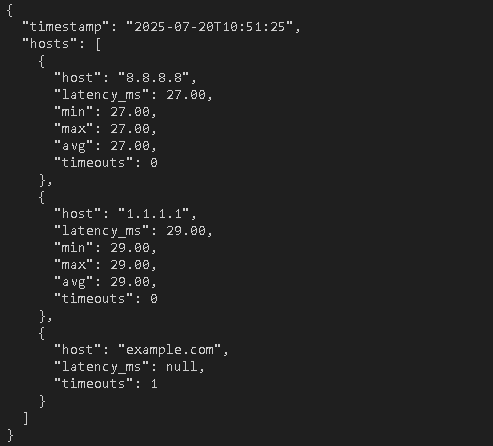 {
  "timestamp": "2025-07-20T10:51:25",
  "hosts": [
    {
      "host": "8.8.8.8",
      "latency_ms": 27.00,
      "min": 27.00,
      "max": 27.00,
      "avg": 27.00,
      "timeouts": 0
    },
    {
      "host": "1.1.1.1",
      "latency_ms": 29.00,
      "min": 29.00,
      "max": 29.00,
      "avg": 29.00,
      "timeouts": 0
    },
    {
      "host": "example.com",
      "latency_ms": null,
      "timeouts": 1
    }
  ]
}